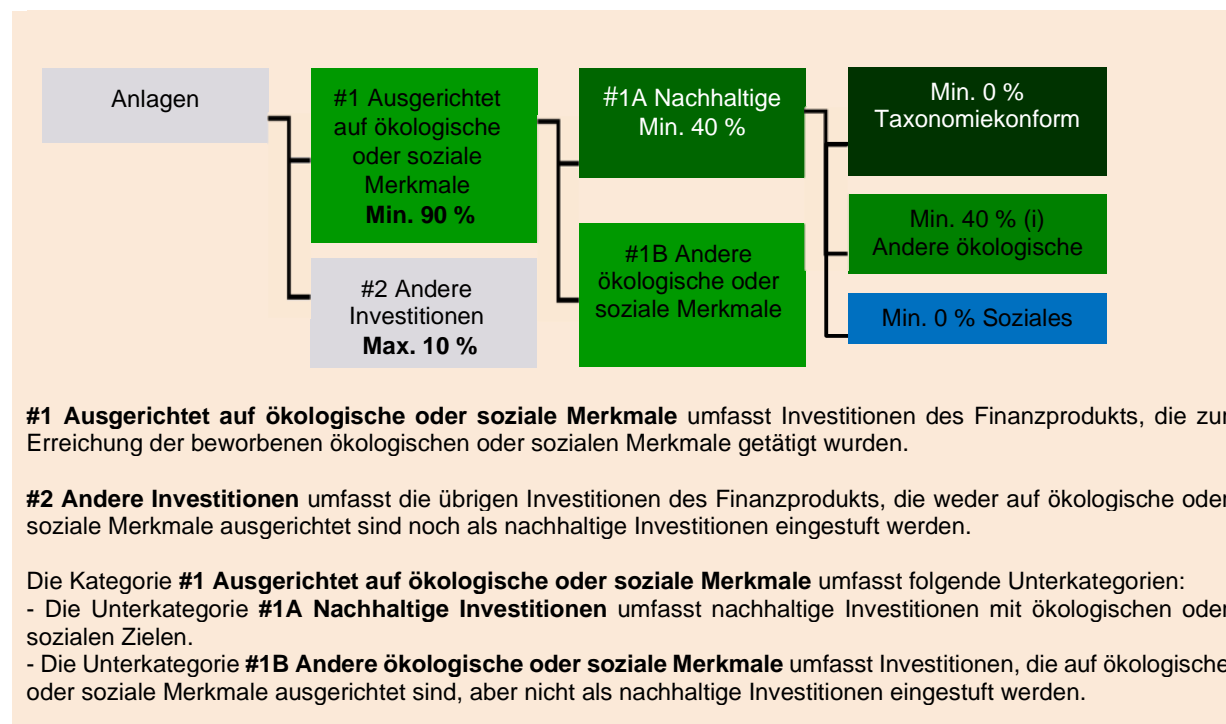 Anlagen
#1 Ausgerichtet
auf ökologische
oder soziale
Merkmale
Min. 90 %
#2 Andere
Investitionen
Max. 10 %
#1A Nachhaltige
Min. 40 %
#1B Andere
ökologische oder
soziale Merkmale
Min. 0 %
Taxonomiekonform
Min. 40 % (i)
Andere ökologische
Min. 0 % Soziales
#1 Ausgerichtet auf ökologische oder soziale Merkmale umfasst Investitionen des Finanzprodukts, die zur
Erreichung der beworbenen ökologischen oder sozialen Merkmale getätigt wurden.
#2 Andere Investitionen umfasst die übrigen Investitionen des Finanzprodukts, die weder auf ökologische oder
soziale Merkmale ausgerichtet sind noch als nachhaltige Investitionen eingestuft werden.
Die Kategorie #1 Ausgerichtet auf ökologische oder soziale Merkmale umfasst folgende Unterkategorien:
- Die Unterkategorie #1A Nachhaltige Investitionen umfasst nachhaltige Investitionen mit ökologischen oder
sozialen Zielen.
- Die Unterkategorie #1B Andere ökologische oder soziale Merkmale umfasst Investitionen, die auf ökologische
oder soziale Merkmale ausgerichtet sind, aber nicht als nachhaltige Investitionen eingestuft werden.